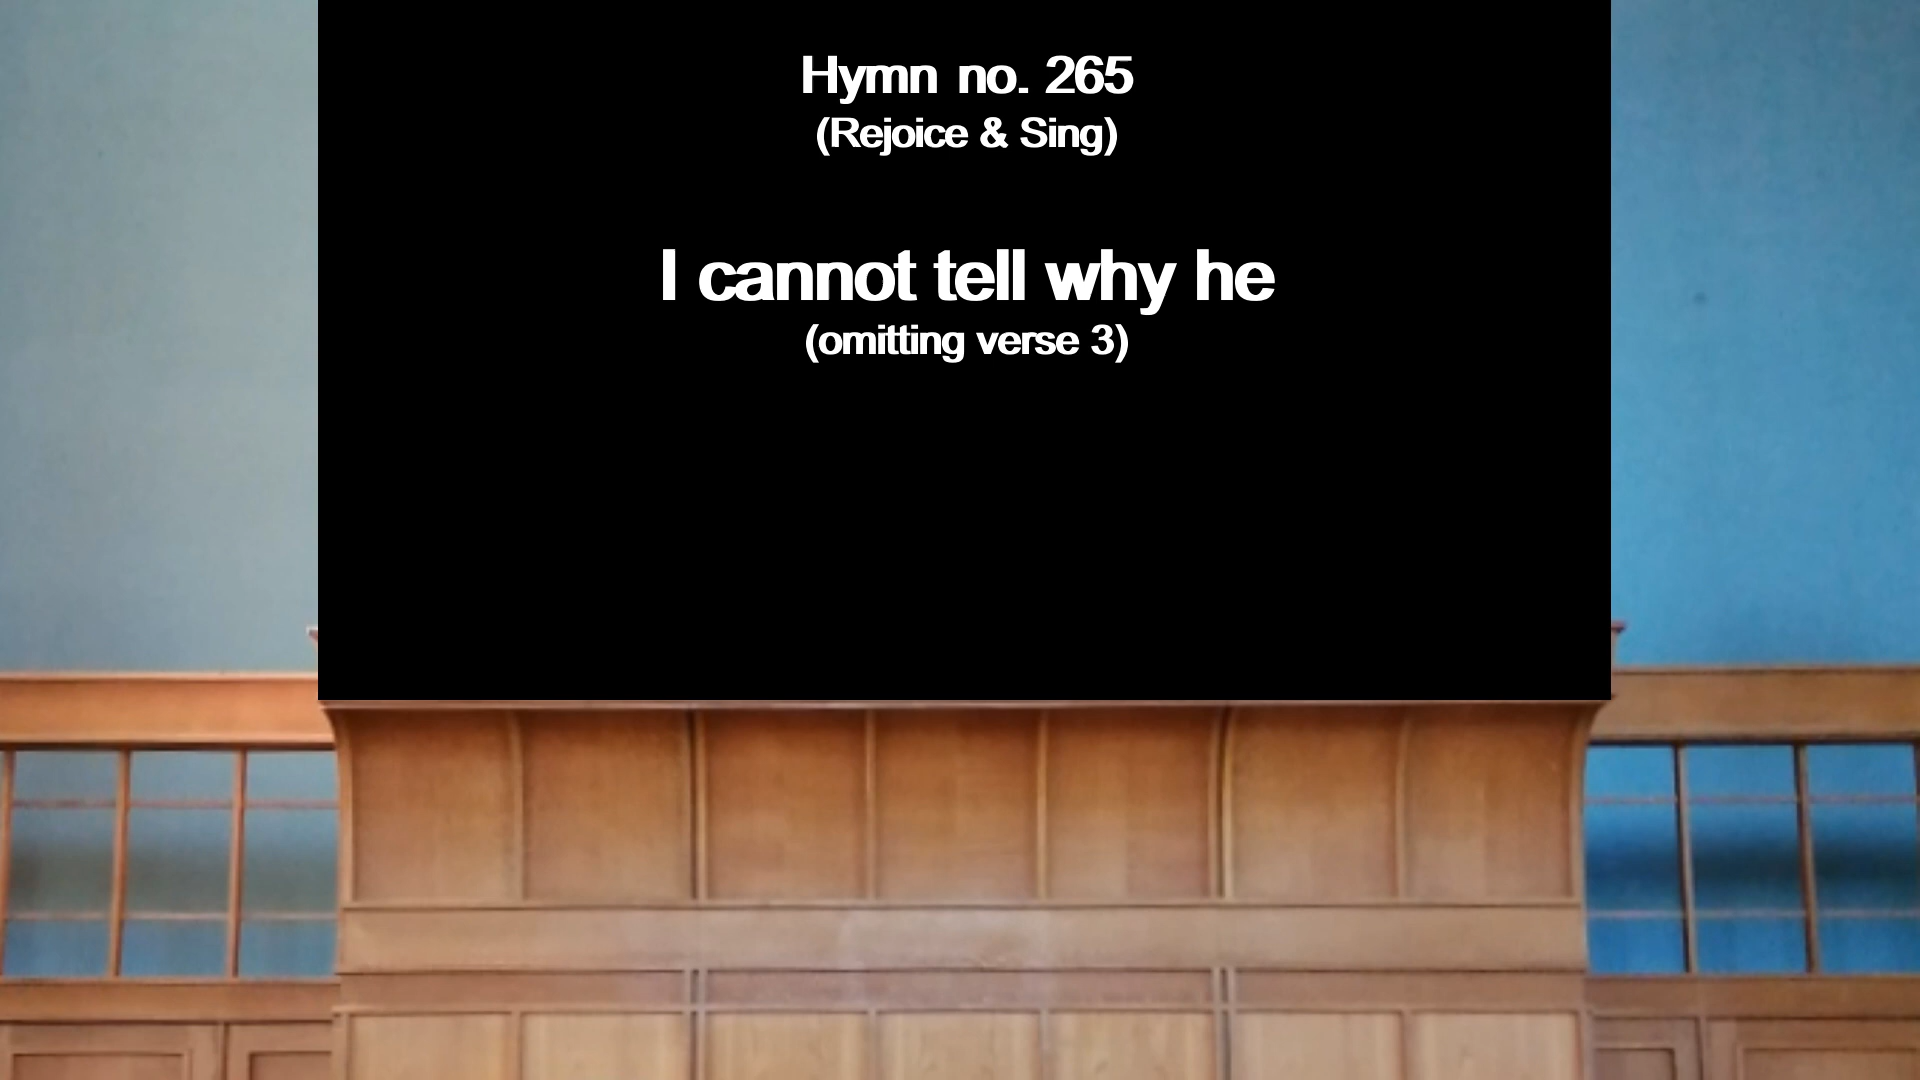 Hymn no. 265
(Rejoice & Sing)
I cannot tell why he
(omitting verse 3)